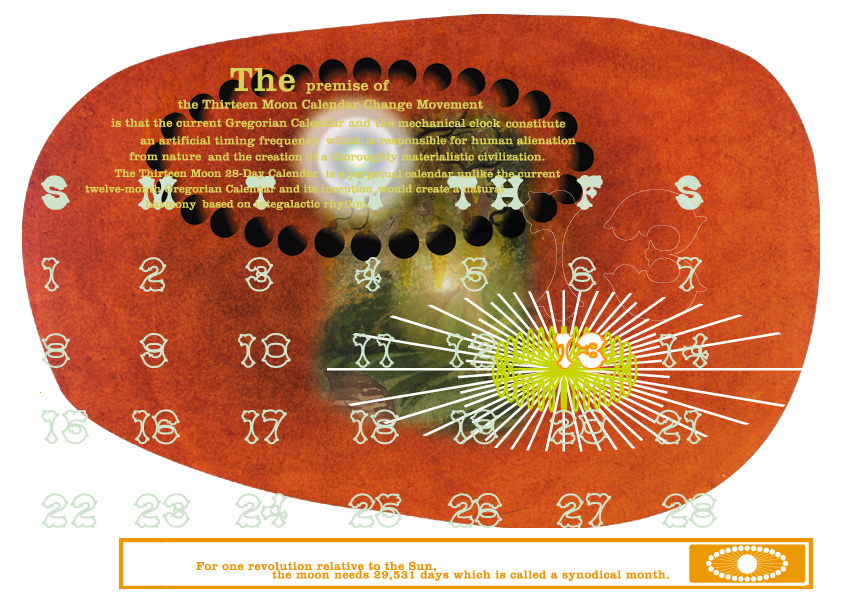 The premise of
the Thirteen Moon Calendar Change Movement
is that the current Gregorian Calendar and the mechanical clock constitute
an artificial timing frequency which is responsible for human alienation
from nature and the creation of a thoroughly materialistic civilization.
The Thirteen Moon 28-Day Calendar is a perpetual calendar unlike the current
twelve-month Gregorian Calendar and its inception would create a natural
harmony based on integalactic rhythm.
S M T T H F S
1 2 3 4 5 6 7
8 9 10 11 12 13 14
15 16 17 18 19 20 21
22 23 24 25 26 27 28
For one revolution relative to the Sun,
the moon needs 29,531 days which is called a synodical month.